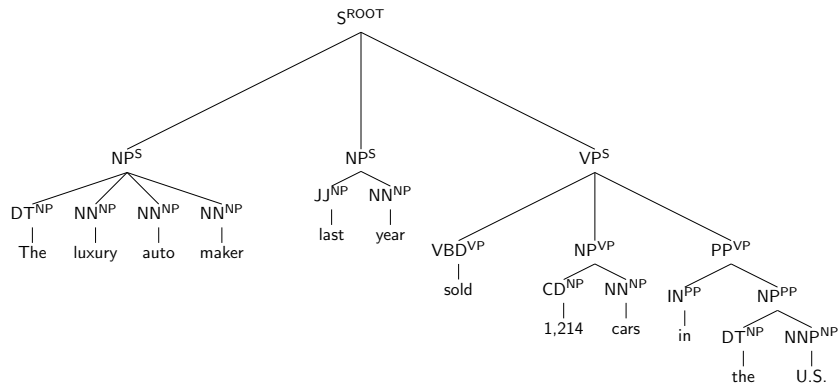 S^ROOT
NP^S NP^S VP^S
DT^NP NN^NP NN^NP NN^NP JJ^NP NN^NP
The luxury auto maker last year
VBD^VP NP^VP PP^VP
sold
CD^NP NN^NP IN^PP NP^PP
1,214 cars in
DT^NP NNP^NP
the U.S.